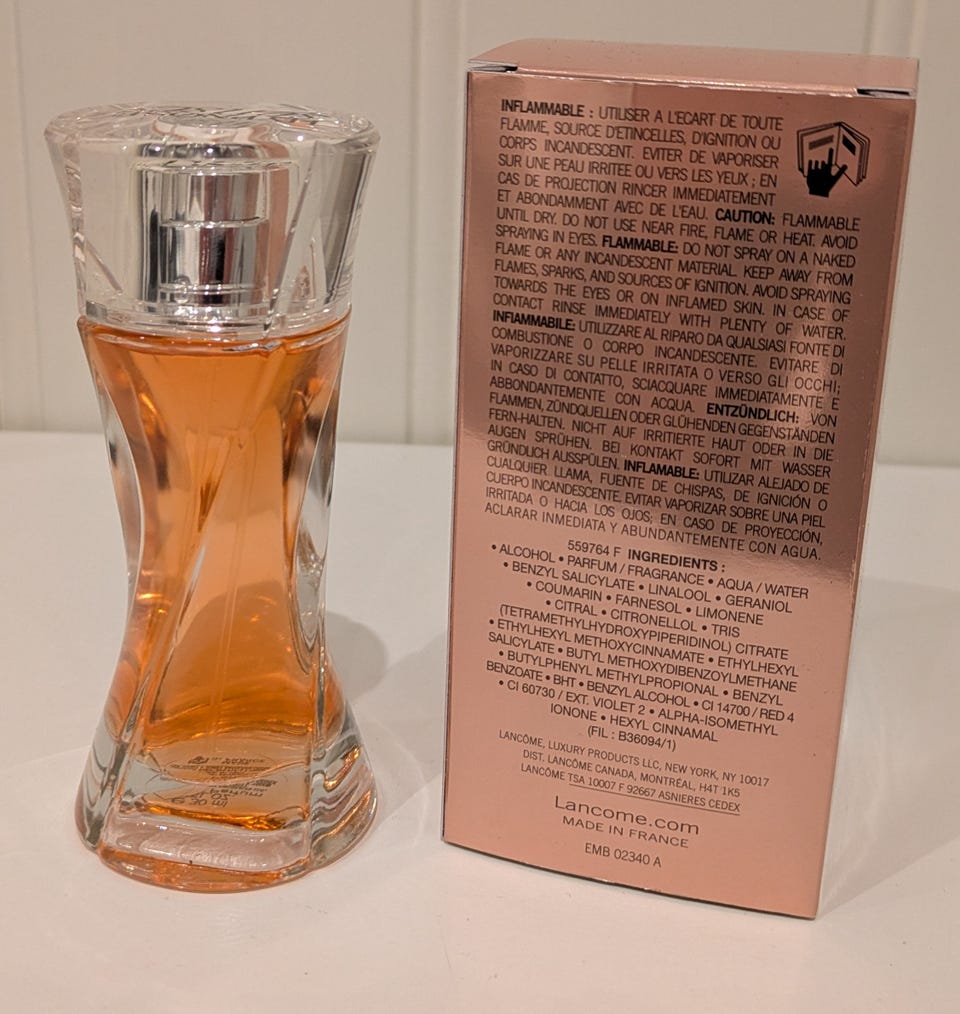 INFLAMMABLE : UTILISER A L'ECART DE TOUTE
FLAMME, SOURCE D'ETINCELLES, D'IGNITION OU
CORPS INCANDESCENT. EVITER DE VAPORISER
SUR UNE PEAU IRRITEE OU VERS LES YEUX ; EN
CAS DE PROJECTION RINCER IMMEDIATEMENT
ET ABONDAMMENT AVEC DE L'EAU. CAUTION: FLAMMABLE
UNTIL DRY. DO NOT USE NEAR FIRE, FLAME OR HEAT. AVOID
SPRAYING IN EYES. FLAMMABLE: DO NOT SPRAY ON A NAKED
FLAME OR ANY INCANDESCENT MATERIAL. KEEP AWAY FROM
FLAMES, SPARKS, AND SOURCES OF IGNITION. AVOID SPRAYING
TOWARDS THE EYES OR ON INFLAMED SKIN. IN CASE OF
CONTACT RINSE IMMEDIATELY WITH PLENTY OF WATER.
INFIAMMABILE: UTILIZZARE AL RIPARO DA QUALSIASI FONTE DI
COMBUSTIONE O CORPO INCANDESCENTE. EVITARE DI
VAPORIZZARE SU PELLE IRRITATA O VERSO GLI OCCHI;
IN CASO DI CONTATTO, SCIACQUARE IMMEDIATAMENTE E
ABBONDANTEMENTE CON ACQUA. ENTZÜNDLICH: VON
FLAMMEN, ZÜNDQUELLEN ODER GLÜHENDEN GEGENSTÄNDEN
FERN-HALTEN. NICHT AUF IRRITIERTE HAUT ODER IN DIE
AUGEN SPRÜHEN. BEI KONTAKT SOFORT MIT WASSER
GRÜNDLICH AUSSPÜLEN. INFLAMABLE: UTILIZAR ALEJADO DE
CUALQUIER LLAMA, FUENTE DE CHISPAS, DE IGNICIÓN O
CUERPO INCANDESCENTE. EVITAR VAPORIZAR SOBRE UNA PIEL
IRRITADA O HACIA LOS OJOS; EN CASO DE PROYECCIÓN,
ACLARAR INMEDIATA Y ABUNDANTEMENTE CON AGUA.
559764 F INGREDIENTS :
• ALCOHOL • PARFUM / FRAGRANCE • AQUA / WATER
• BENZYL SALICYLATE • LINALOOL • GERANIOL
• COUMARIN • FARNESOL • LIMONENE
• CITRAL • CITRONELLOL • TRIS
(TETRAMETHYLHYDROXYPIPERIDINOL) CITRATE
• ETHYLHEXYL METHOXYCINNAMATE • ETHYLHEXYL
SALICYLATE • BUTYL METHOXYDIBENZOYLMETHANE
• BUTYLPHENYL METHYLPROPIONAL • BENZYL
BENZOATE • BHT • BENZYL ALCOHOL • CI 14700 / RED 4
• CI 60730 / EXT. VIOLET 2 • ALPHA-ISOMETHYL
IONONE • HEXYL CINNAMAL
(FIL : B36094/1)
LANCÔME, LUXURY PRODUCTS LLC, NEW YORK, NY 10017
DIST. LANCÔME CANADA, MONTRÉAL, H4T 1K5
LANCÔME TSA 10007 F 92667 ASNIERES CEDEX
Lancome.com
MADE IN FRANCE
EMB 02340 A